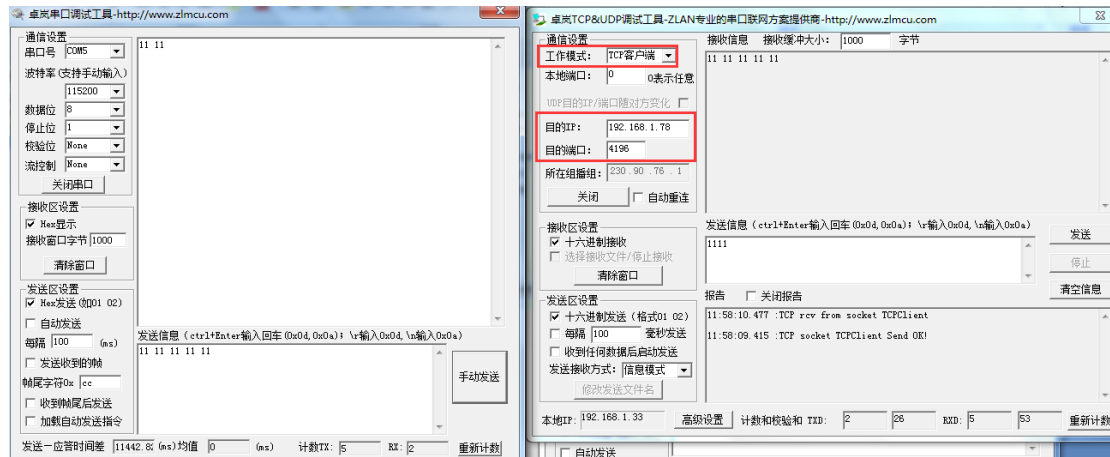 卓岚串口调试工具-http://www.zlmcu.com
通信设置
串口号 COM5
波特率(支持手动输入)
115200
数据位 8
停止位 1
校验位 None
流控制 None
关闭串口
接收区设置
Hex显示
接收窗口字节 1000
清除窗口
发送区设置
Hex发送(如01 02)
自动发送
每隔 100 (ms)
发送收到的帧
帧尾字符0x cc
收到帧尾后发送
加载自动发送指令
11 11
发送信息(ctrl+Enter输入回车(0x0d,0x0a); \r输入0x0d,\n输入0x0a)
11 11 11 11 11
手动发送
发送一应答时间差 11442.82 (ms)均值 0 (ms) 计数TX: 5 RX: 2 重新计数
卓岚TCP&UDP调试工具-ZLAN专业的串口联网方案提供商-http://www.zlmcu.com
通信设置
工作模式: TCP客户端
本地端口: 0 0表示任意
UDP目的IP/端口随对方变化
目的IP: 192.168.1.78
目的端口: 4196
所在组播组: 230 .90 .76 . 1
关闭 自动重连
接收区设置
十六进制接收
选择接收文件/停止接收
清除窗口
发送区设置
十六进制发送(格式01 02)
每隔 100 毫秒发送
收到任何数据后启动发送
发送接收方式: 信息模式
修改发送文件名
接收信息 接收缓冲大小: 1000 字节
11 11 11 11 11
发送信息(ctrl+Enter输入回车(0x0d,0x0a); \r输入0x0d,\n输入0x0a)
1111
发送
停止
清空信息
报告 关闭报告
11:58:10.477 :TCP rcv from socket TCPClient
11:58:09.415 :TCP socket TCPClient Send OK!
本地IP: 192.168.1.33 高级设置 计数和校验和 TXD: 2 26 RXD: 5 53 重新计数
自动发送